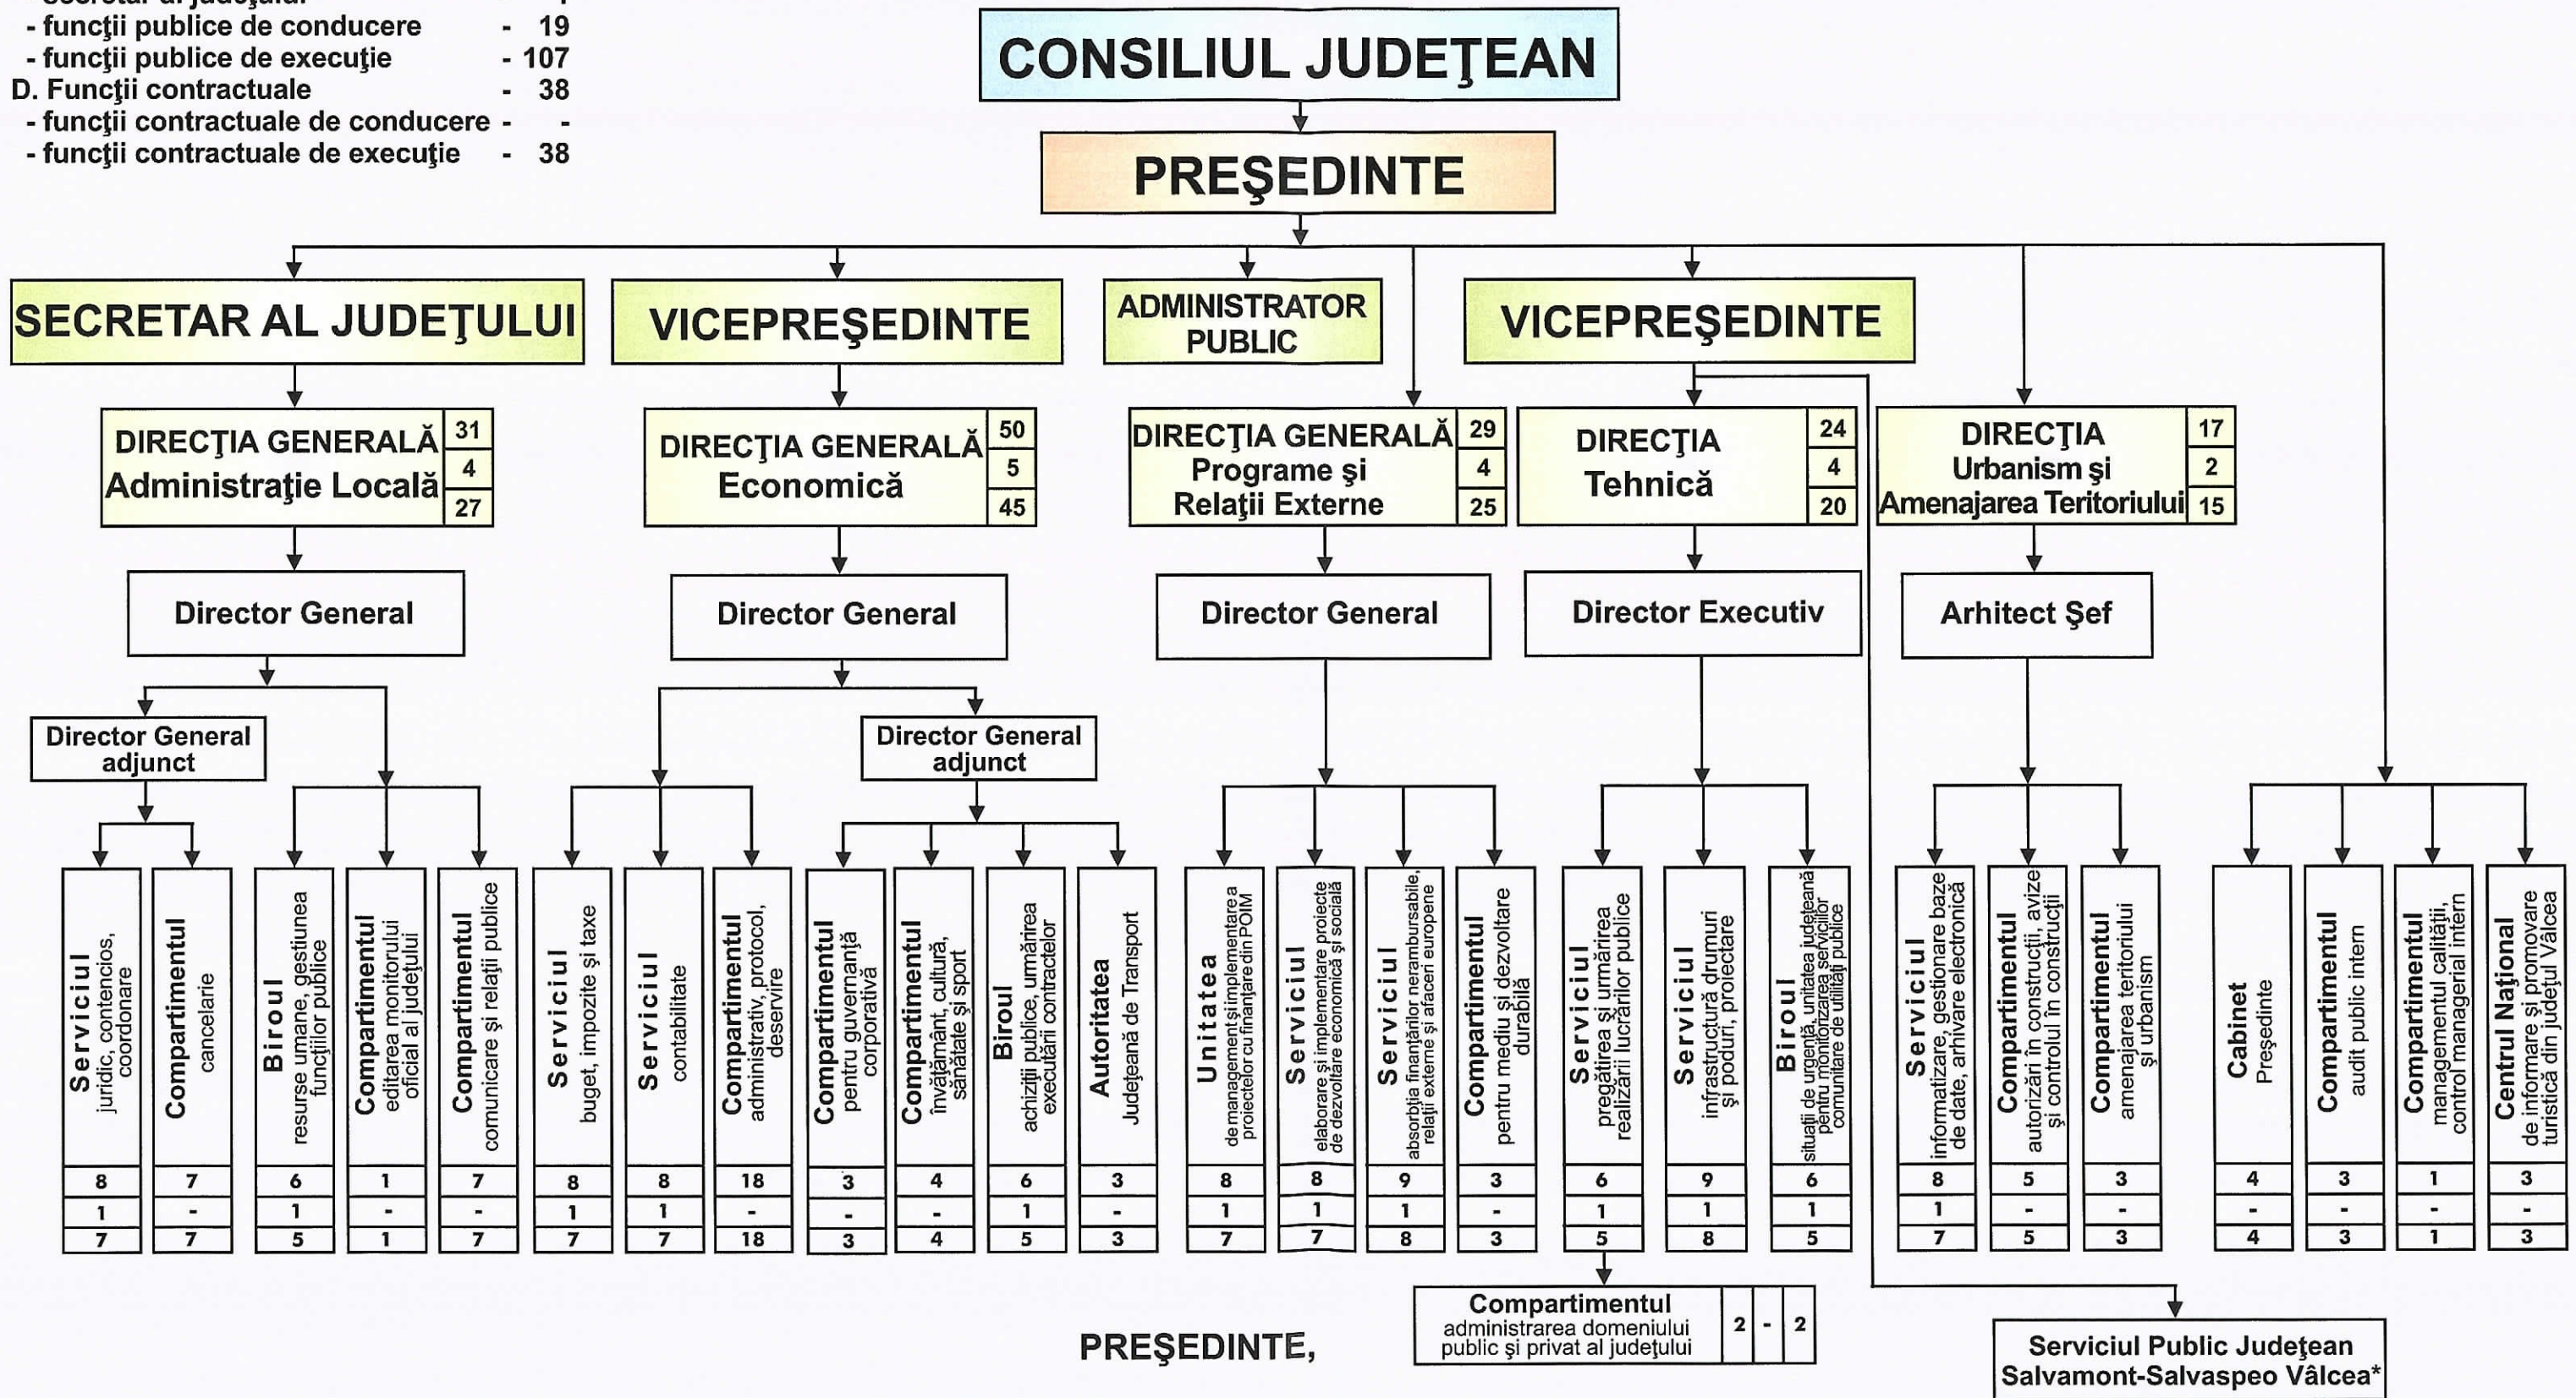 - funcţii publice de conducere - 19
- funcţii publice de execuţie - 107
D. Funcţii contractuale - 38
- funcţii contractuale de conducere - -
- funcţii contractuale de execuţie - 38
CONSILIUL JUDEŢEAN
PREŞEDINTE
SECRETAR AL JUDEŢULUI
VICEPREŞEDINTE
ADMINISTRATOR
PUBLIC
VICEPREŞEDINTE
DIRECŢIA GENERALĂ
Administraţie Locală
31
4
27
DIRECŢIA GENERALĂ
Economică
50
5
45
DIRECŢIA GENERALĂ
Programe şi
Relaţii Externe
29
4
25
DIRECŢIA
Tehnică
24
4
20
DIRECŢIA
Urbanism şi
Amenajarea Teritoriului
17
2
15
Director General
Director General
Director General
Director Executiv
Arhitect Şef
Director General
adjunct
Director General
adjunct
Serviciul
juridic, contencios,
coordonare
8
1
7
Compartimentul
cancelarie
7
-
7
Biroul
resurse umane, gestiunea
funcţiilor publice
6
1
5
Compartimentul
editarea monitorului
oficial al judeţului
1
-
1
Compartimentul
comunicare şi relaţii publice
7
-
7
Serviciul
buget, impozite şi taxe
8
1
7
Serviciul
contabilitate
8
1
7
Compartimentul
administrativ, protocol,
deservire
18
-
18
Compartimentul
pentru guvernanţă
corporativă
3
-
3
Compartimentul
învăţământ, cultură,
sănătate şi sport
4
-
4
Biroul
achiziţii publice, urmărirea
executării contractelor
6
1
5
Autoritatea
Judeţeană de Transport
3
-
3
Unitatea
de management şi implementare a
proiectelor cu finanţare din POIM
8
1
7
Serviciul
elaborare şi implementare proiecte
de dezvoltare economică şi socială
8
1
7
Serviciul
absorbţia finanţărilor nerambursabile,
relaţii externe şi afaceri europene
9
1
8
Compartimentul
pentru mediu şi dezvoltare
durabilă
3
-
3
Serviciul
pregătirea şi urmărirea
realizării lucrărilor publice
6
1
5
Serviciul
infrastructură drumuri
şi poduri, proiectare
9
1
8
Biroul
situaţii de urgenţă, unitatea judeţeană
pentru monitorizarea serviciilor
comunitare de utilităţi publice
6
1
5
Serviciul
informatizare, gestionare baze
de date, arhivare electronică
8
1
7
Compartimentul
autorizări în construcţii, avize
şi controlul în construcţii
5
-
5
Compartimentul
amenajarea teritoriului
şi urbanism
3
-
3
Cabinet
Preşedinte
4
-
4
Compartimentul
audit public intern
3
-
3
Compartimentul
managementul calităţii,
control managerial intern
1
-
1
Centrul Naţional
de informare şi promovare
turistică din judeţul Vâlcea
3
-
3
Compartimentul
administrarea domeniului
public şi privat al judeţului
2 - 2
PREŞEDINTE,
Serviciul Public Judeţean
Salvamont-Salvaspeo Vâlcea*